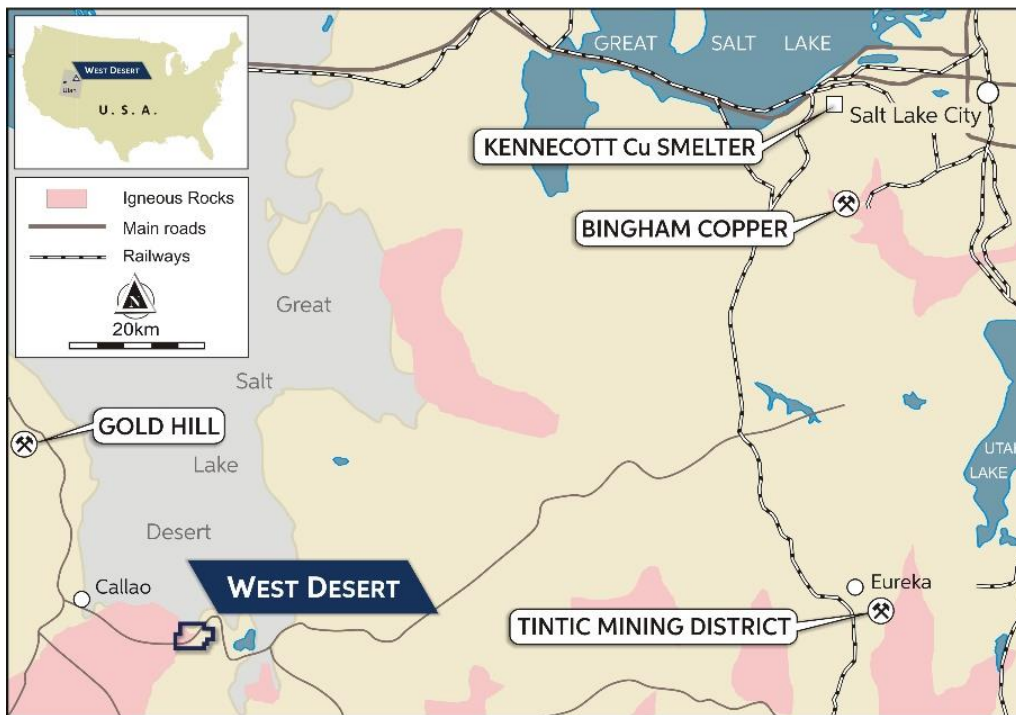 WEST DESERT
Utah
U. S. A.
Igneous Rocks
Main roads
Railways
N
20km
GREAT SALT LAKE
Salt Lake City
KENNECOTT Cu SMELTER
BINGHAM COPPER
Great
Salt
Lake
Desert
GOLD HILL
UTAH
LAKE
Callao
WEST DESERT
Eureka
TINTIC MINING DISTRICT